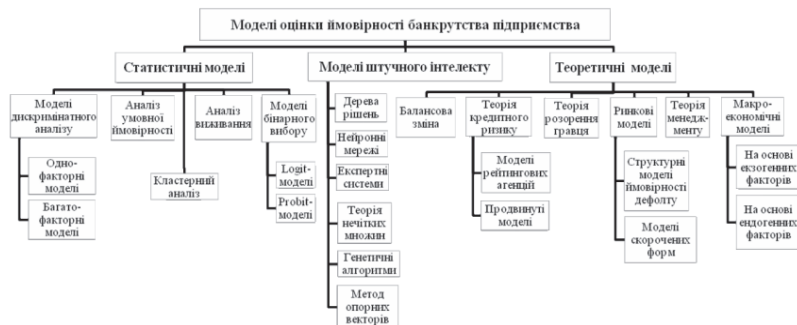 Моделі оцінки ймовірності банкрутства підприємства
Статистичні моделі
Моделі штучного інтелекту
Теоретичні моделі
Моделі
дискримінатного
аналізу
Аналіз
умовної
ймовірності
Аналіз
виживання
Моделі
бінарного
вибору
Одно-
факторні
моделі
Багато-
факторні
моделі
Кластерний
аналіз
Logit-
моделі
Probit-
моделі
Дерева
рішень
Нейронні
мережі
Експертні
системи
Теорія
нечітких
множин
Генетичні
алгоритми
Метод
опорних
векторів
Балансова
зміна
Теорія
кредитного
ризику
Теорія
розорення
гравця
Ринкові
моделі
Теорія
менедж-
менту
Макро-
економічні
моделі
Моделі
рейтингових
агенцій
Продвинуті
моделі
Структурні
моделі
ймовірності
дефолту
Моделі
скорочених
форм
На основі
екзогенних
факторів
На основі
ендогенних
факторів